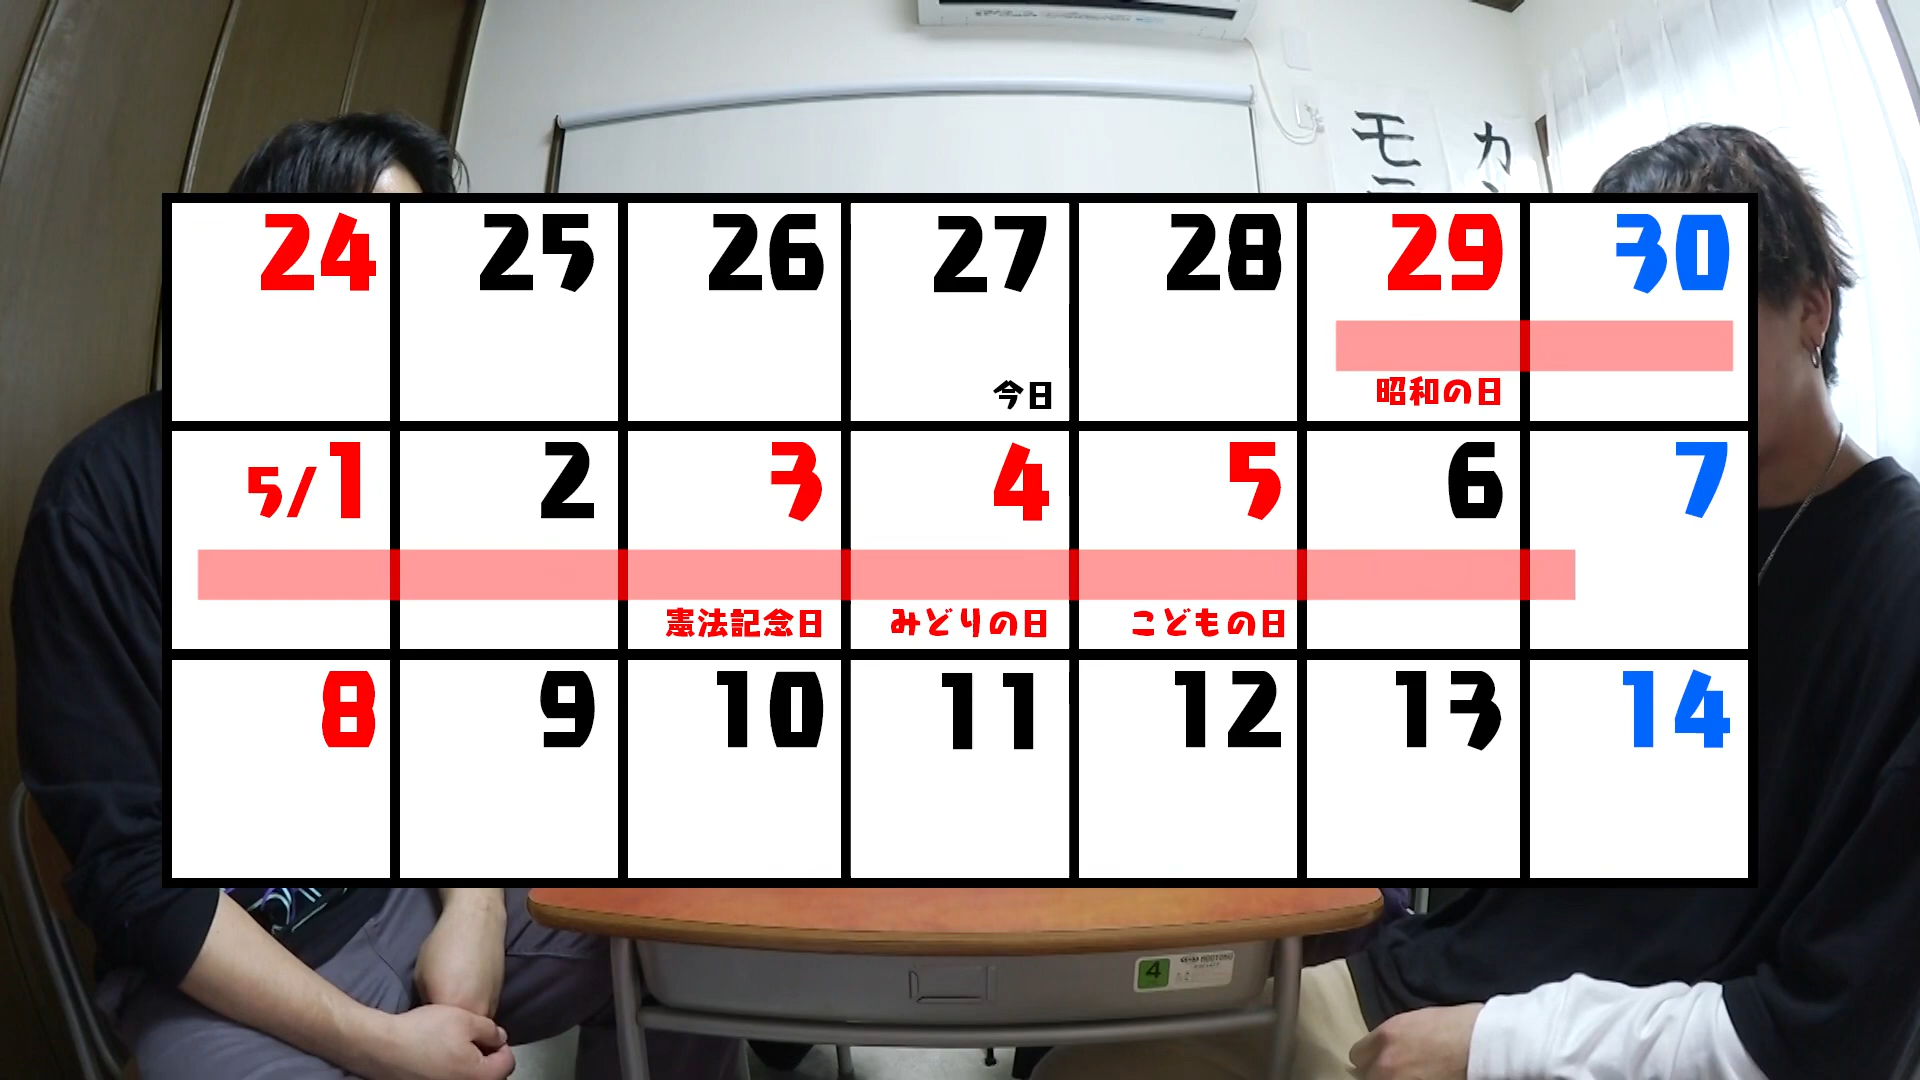 モニ
カ
24 25 26 27 28 29 30
今日 昭和の日
5/1 2 3 4 5 6 7
憲法記念日 みどりの日 こどもの日
8 9 10 11 12 13 14
4